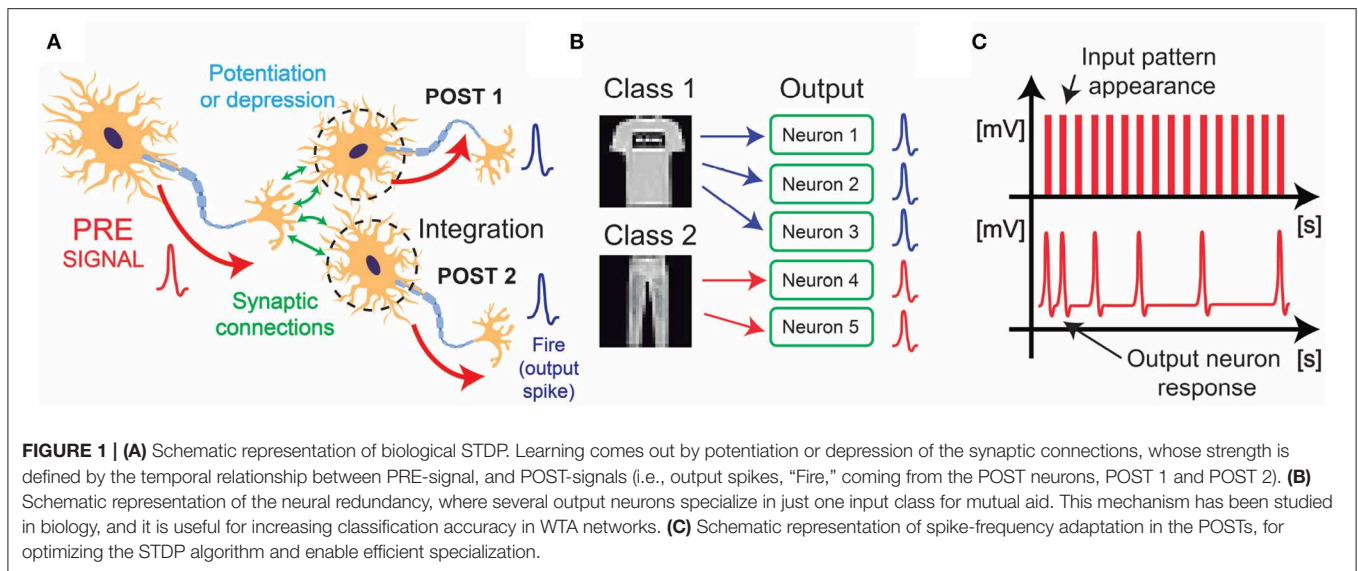 A
Potentiation
or depression
POST 1
PRE
SIGNAL
Integration
POST 2
Synaptic
connections
Fire
(output
spike)
B
Class 1
Output
Neuron 1
Neuron 2
Neuron 3
Class 2
Neuron 4
Neuron 5
C
Input pattern
appearance
[mV]
[s]
[mV]
[s]
Output neuron
response
FIGURE 1 | (A) Schematic representation of biological STDP. Learning comes out by potentiation or depression of the synaptic connections, whose strength is
defined by the temporal relationship between PRE-signal, and POST-signals (i.e., output spikes, “Fire,” coming from the POST neurons, POST 1 and POST 2). (B)
Schematic representation of the neural redundancy, where several output neurons specialize in just one input class for mutual aid. This mechanism has been studied
in biology, and it is useful for increasing classification accuracy in WTA networks. (C) Schematic representation of spike-frequency adaptation in the POSTs, for
optimizing the STDP algorithm and enable efficient specialization.